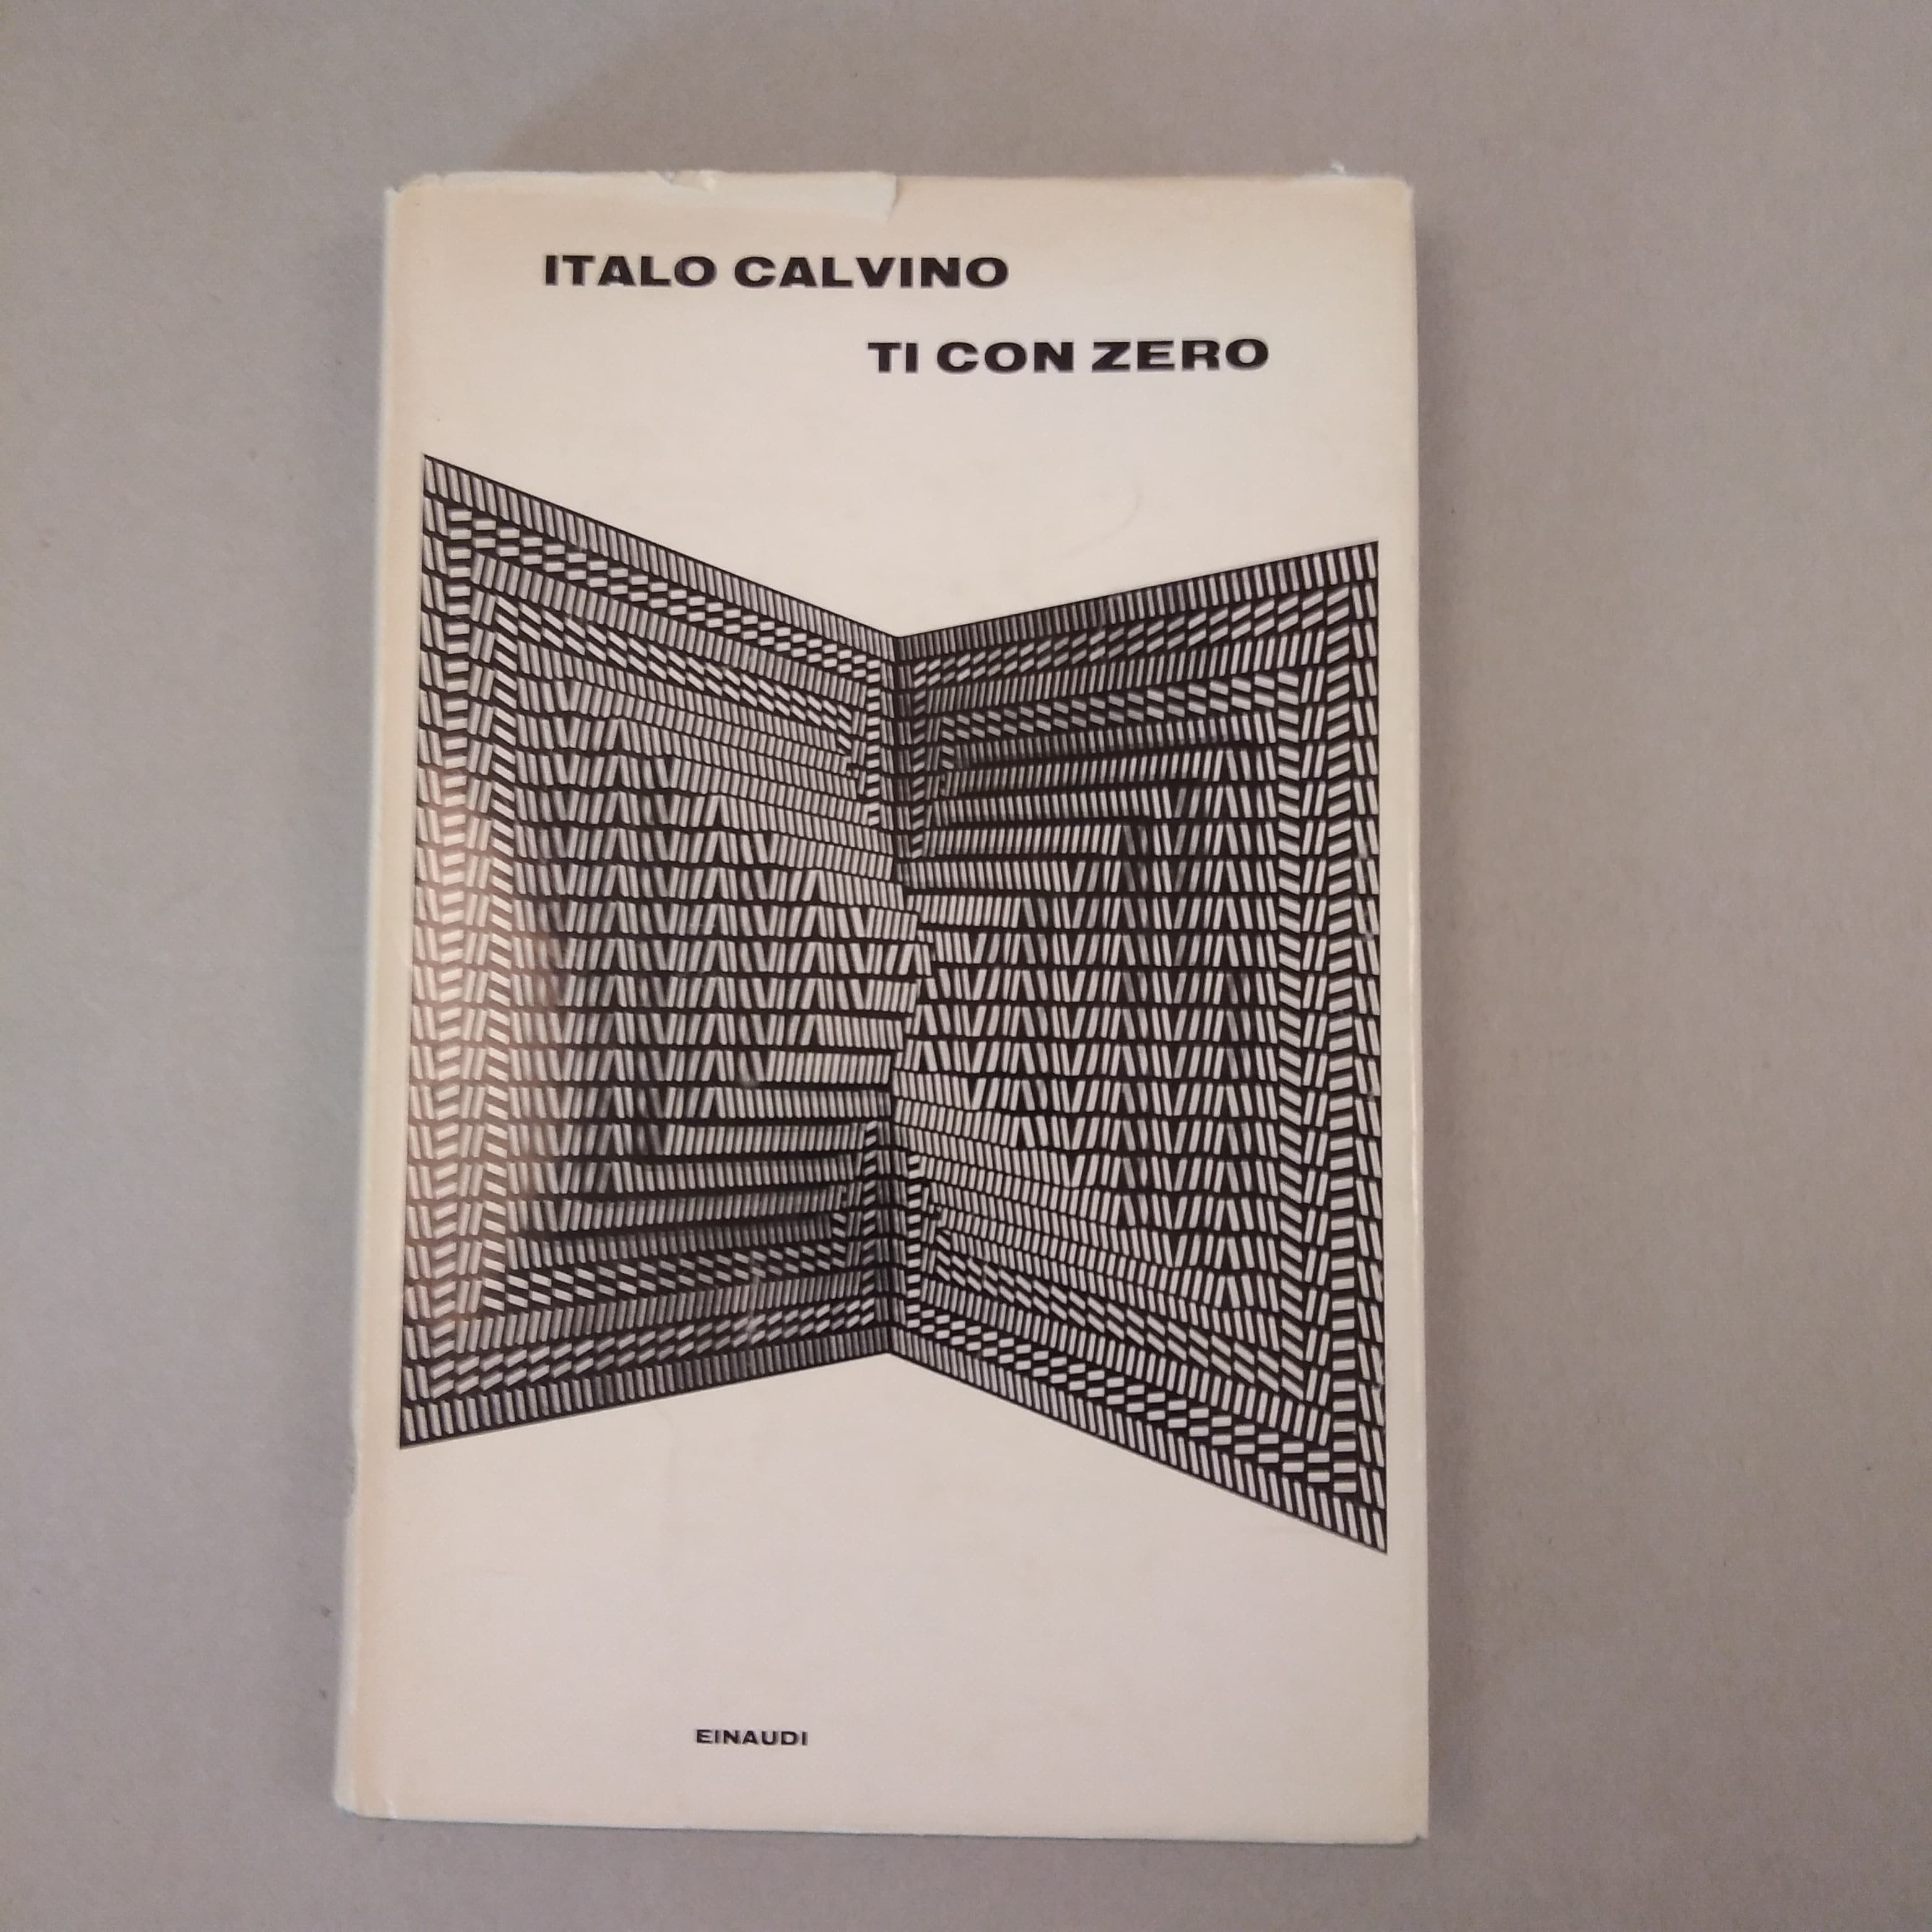 ITALO CALVINO
TI CON ZERO
EINAUDI